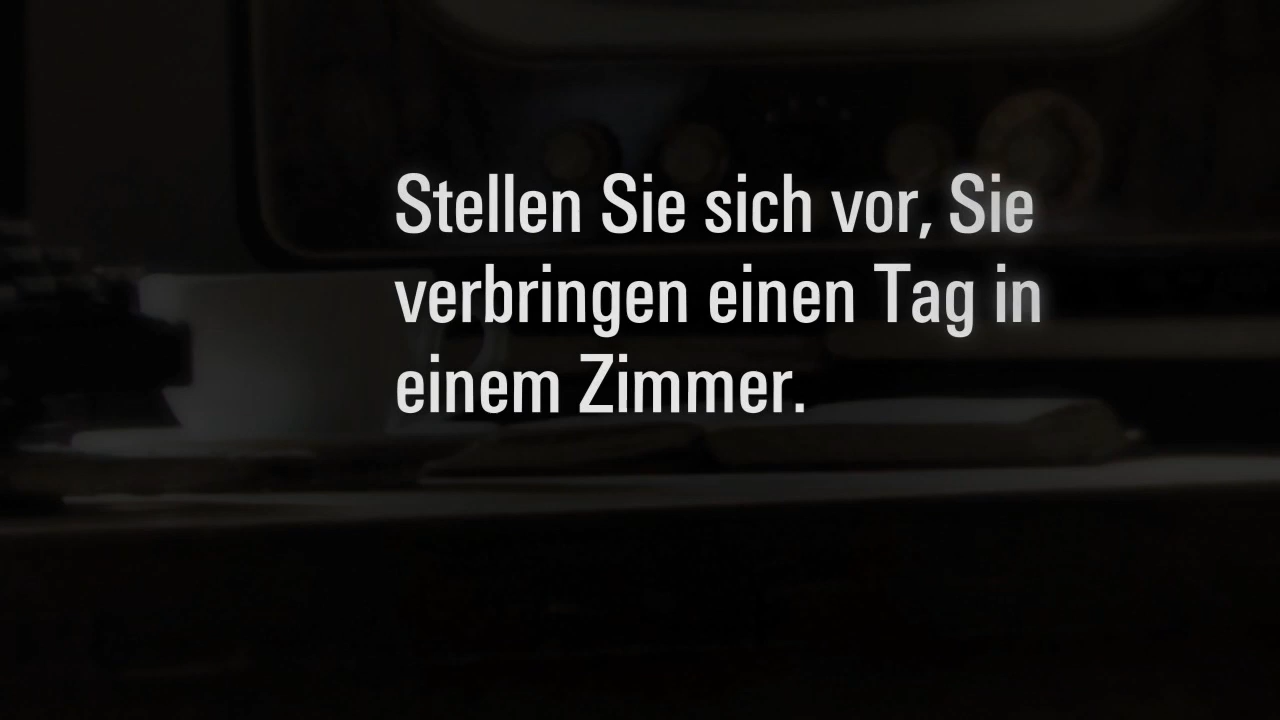 Stellen Sie sich vor, Sie
verbringen einen Tag in
einem Zimmer.